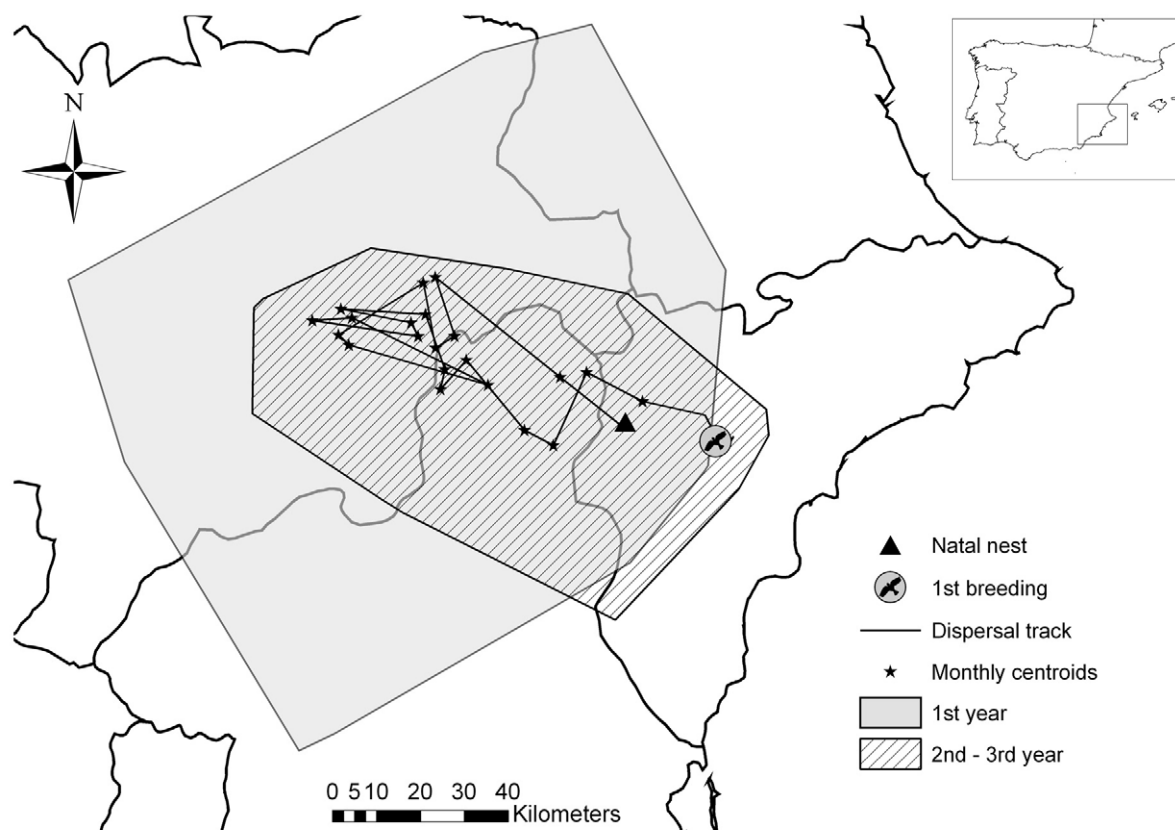 N
Natal nest
1st breeding
Dispersal track
Monthly centroids
1st year
2nd - 3rd year
0 5 10 20 30 40
Kilometers